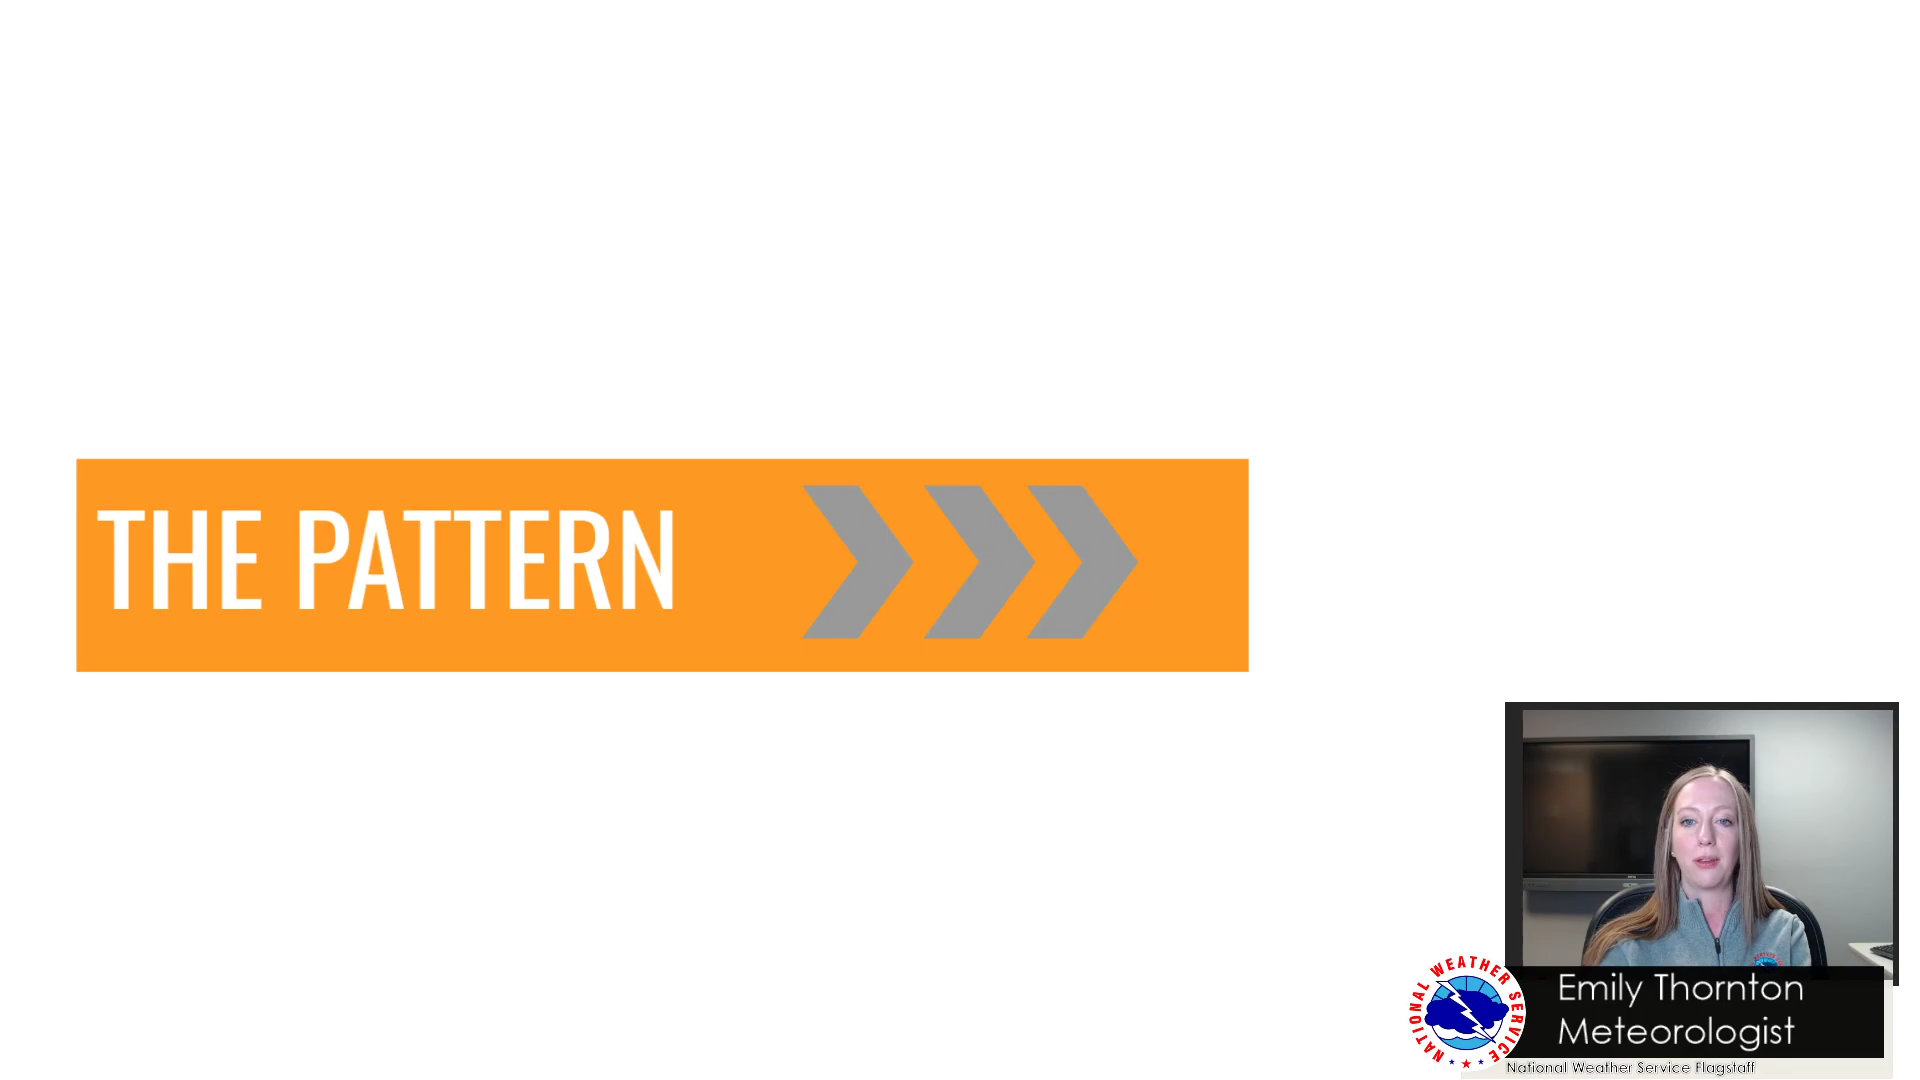 THE PATTERN
Emily Thornton
Meteorologist
NATIONAL WEATHER SERVICE
National Weather Service Flagstaff